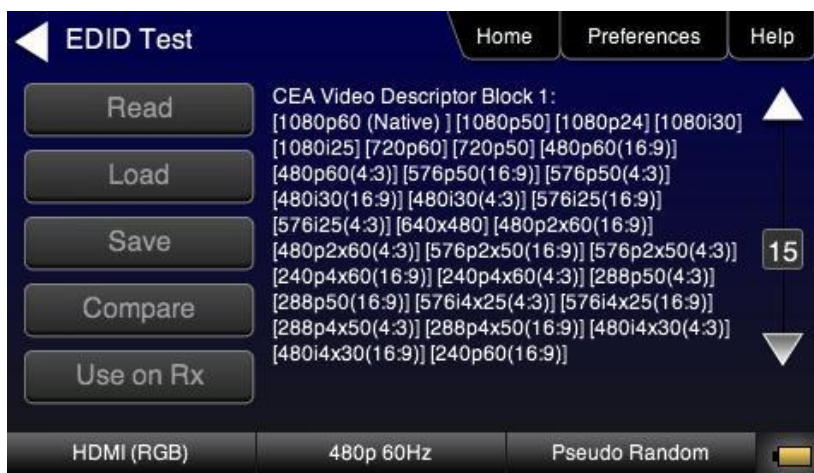 EDID Test
Home
Preferences
Help
Read
Load
Save
Compare
Use on Rx
CEA Video Descriptor Block 1:
[1080p60 (Native) ] [1080p50] [1080p24] [1080i30]
[1080i25] [720p60] [720p50] [480p60(16:9)]
[480p60(4:3)] [576p50(16:9)] [576p50(4:3)]
[480i30(16:9)] [480i30(4:3)] [576i25(16:9)]
[576i25(4:3)] [640x480] [480p2x60(16:9)]
[480p2x60(4:3)] [576p2x50(16:9)] [576p2x50(4:3)]
[240p4x60(16:9)] [240p4x60(4:3)] [288p50(4:3)]
[288p50(16:9)] [576i4x25(4:3)] [576i4x25(16:9)]
[288p4x50(4:3)] [288p4x50(16:9)] [480i4x30(4:3)]
[480i4x30(16:9)] [240p60(16:9)]
15
HDMI (RGB)
480p 60Hz
Pseudo Random